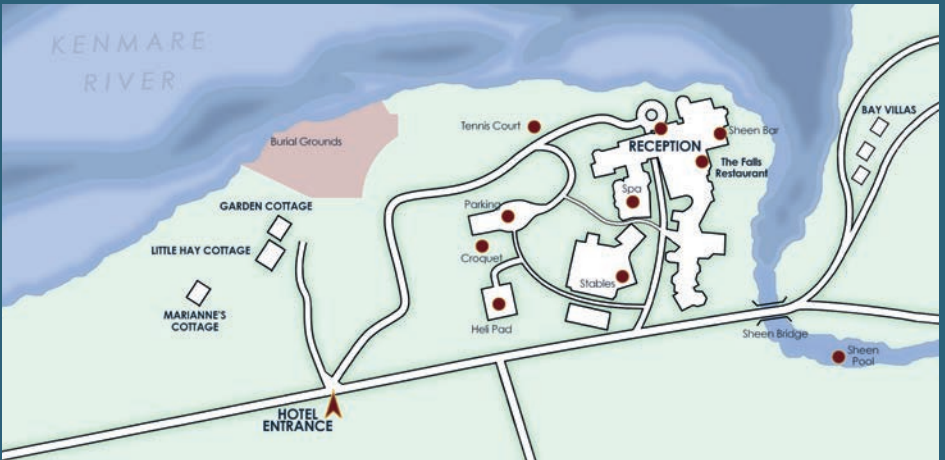 KENMARE
RIVER
BAY VILLAS
Tennis Court
Sheen Bar
Burial Grounds
RECEPTION
The Falls
Restaurant
Spa
GARDEN COTTAGE
Parking
LITTLE HAY COTTAGE
Croquet
Stables
MARIANNE'S
COTTAGE
Heli Pad
Sheen Bridge
Sheen
Pool
HOTEL
ENTRANCE